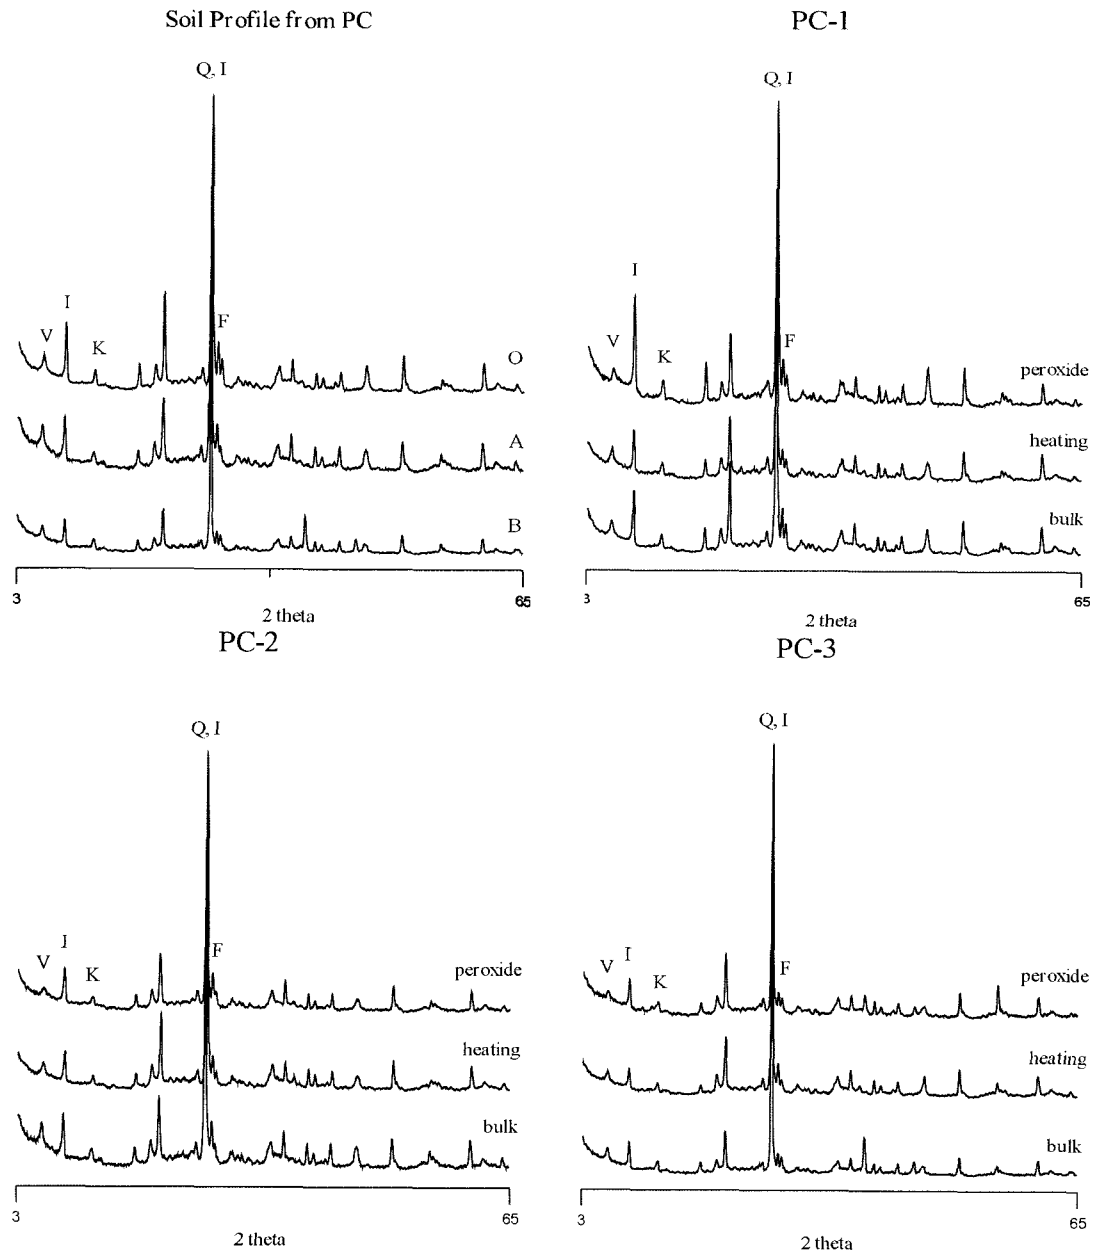 Soil Profile from PC
Q, I
I
V
K
F
O
A
B
3
65
2 theta
PC-1
Q, I
I
V
K
F
peroxide
heating
bulk
3
65
2 theta
PC-2
Q, I
I
V
K
F
peroxide
heating
bulk
3
65
2 theta
PC-3
Q, I
I
V
K
F
peroxide
heating
bulk
3
65
2 theta